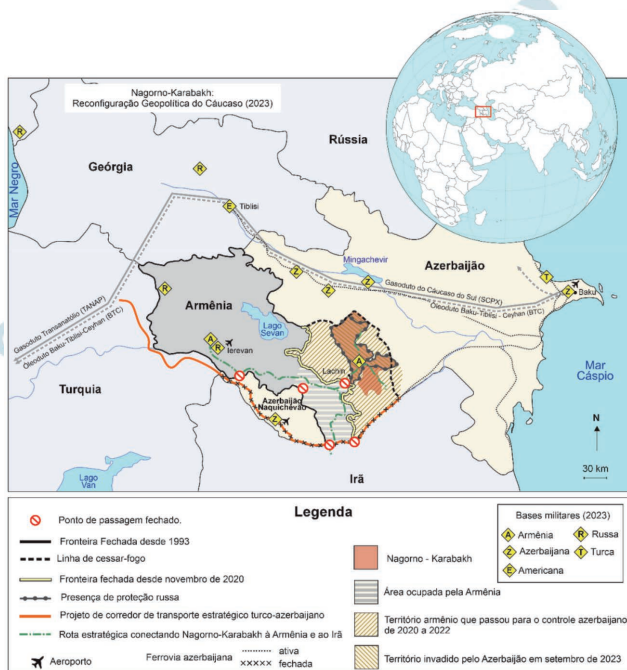 Nagorno-Karabakh:
Reconfiguração Geopolítica do Cáucaso (2023)
Rússia
Geórgia
Mar Negro
R
R
E
Tiblisi
Mingachevir
Azerbaijão
Gasoduto do Cáucaso do Sul (SCPX)
Óleoduto Baku-Tiblisi-Ceyhan (BTC)
Gasoduto Transanatólio (TANAP)
Óleoduto Baku-Tiblisi-Ceyhan (BTC)
Z
Z
Z
T
Z
Baku
R
Armênia
Lago
Sevan
A
R
Ierevan
Lachin
A
Turquia
Azerbaijão
Naquichevão
Z
Mar
Cáspio
Lago
Van
Irã
N
30 km
Legenda
Ponto de passagem fechado.
Fronteira Fechada desde 1993
Linha de cessar-fogo
Fronteira fechada desde novembro de 2020
Presença de proteção russa
Projeto de corredor de transporte estratégico turco-azerbaijano
Rota estratégica conectando Nagorno-Karabakh à Armênia e ao Irã
Aeroporto
Ferrovia azerbaijana
ativa
fechada
Nagorno - Karabakh
Área ocupada pela Armênia
Território armênio que passou para o controle azerbaijano
de 2020 a 2022
Território invadido pelo Azerbaijão em setembro de 2023
Bases militares (2023)
A Armênia
R Russa
Z Azerbaijana
T Turca
E Americana